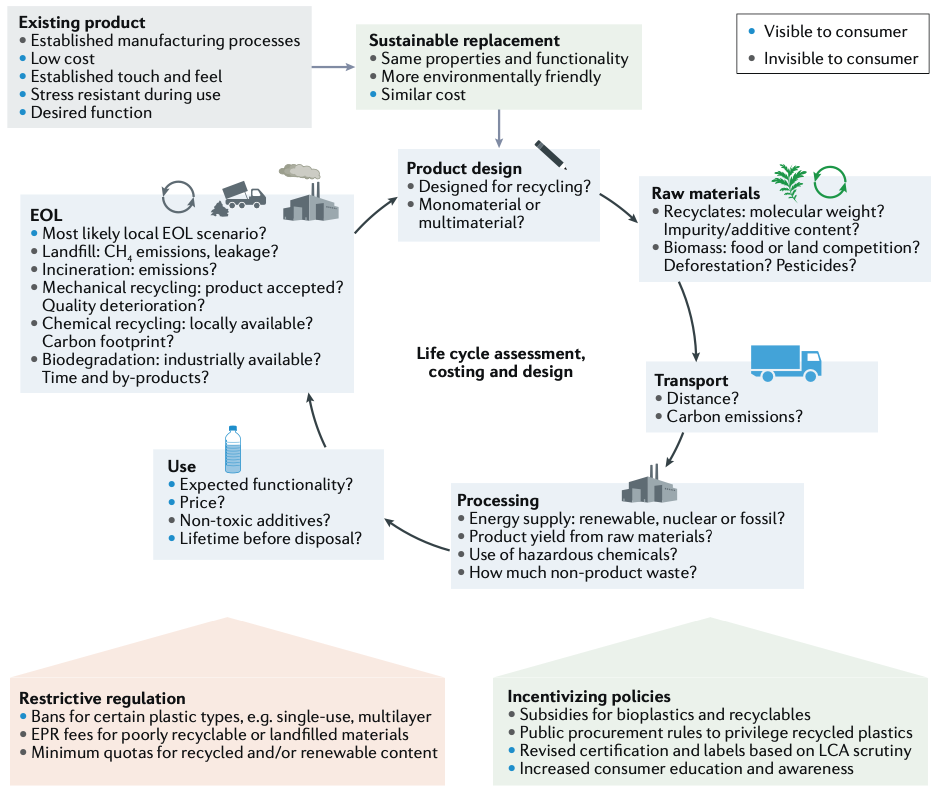 Existing product
• Established manufacturing processes
• Low cost
• Established touch and feel
• Stress resistant during use
• Desired function
Sustainable replacement
• Same properties and functionality
• More environmentally friendly
• Similar cost
• Visible to consumer
• Invisible to consumer
Product design
• Designed for recycling?
• Monomaterial or
multimaterial?
Raw materials
• Recyclates: molecular weight?
Impurity/additive content?
• Biomass: food or land competition?
Deforestation? Pesticides?
EOL
• Most likely local EOL scenario?
• Landfill: CH₄ emissions, leakage?
• Incineration: emissions?
• Mechanical recycling: product accepted?
Quality deterioration?
• Chemical recycling: locally available?
Carbon footprint?
• Biodegradation: industrially available?
Time and by-products?
Life cycle assessment,
costing and design
Transport
• Distance?
• Carbon emissions?
Use
• Expected functionality?
• Price?
• Non-toxic additives?
• Lifetime before disposal?
Processing
• Energy supply: renewable, nuclear or fossil?
• Product yield from raw materials?
• Use of hazardous chemicals?
• How much non-product waste?
Restrictive regulation
• Bans for certain plastic types, e.g. single-use, multilayer
• EPR fees for poorly recyclable or landfilled materials
• Minimum quotas for recycled and/or renewable content
Incentivizing policies
• Subsidies for bioplastics and recyclables
• Public procurement rules to privilege recycled plastics
• Revised certification and labels based on LCA scrutiny
• Increased consumer education and awareness